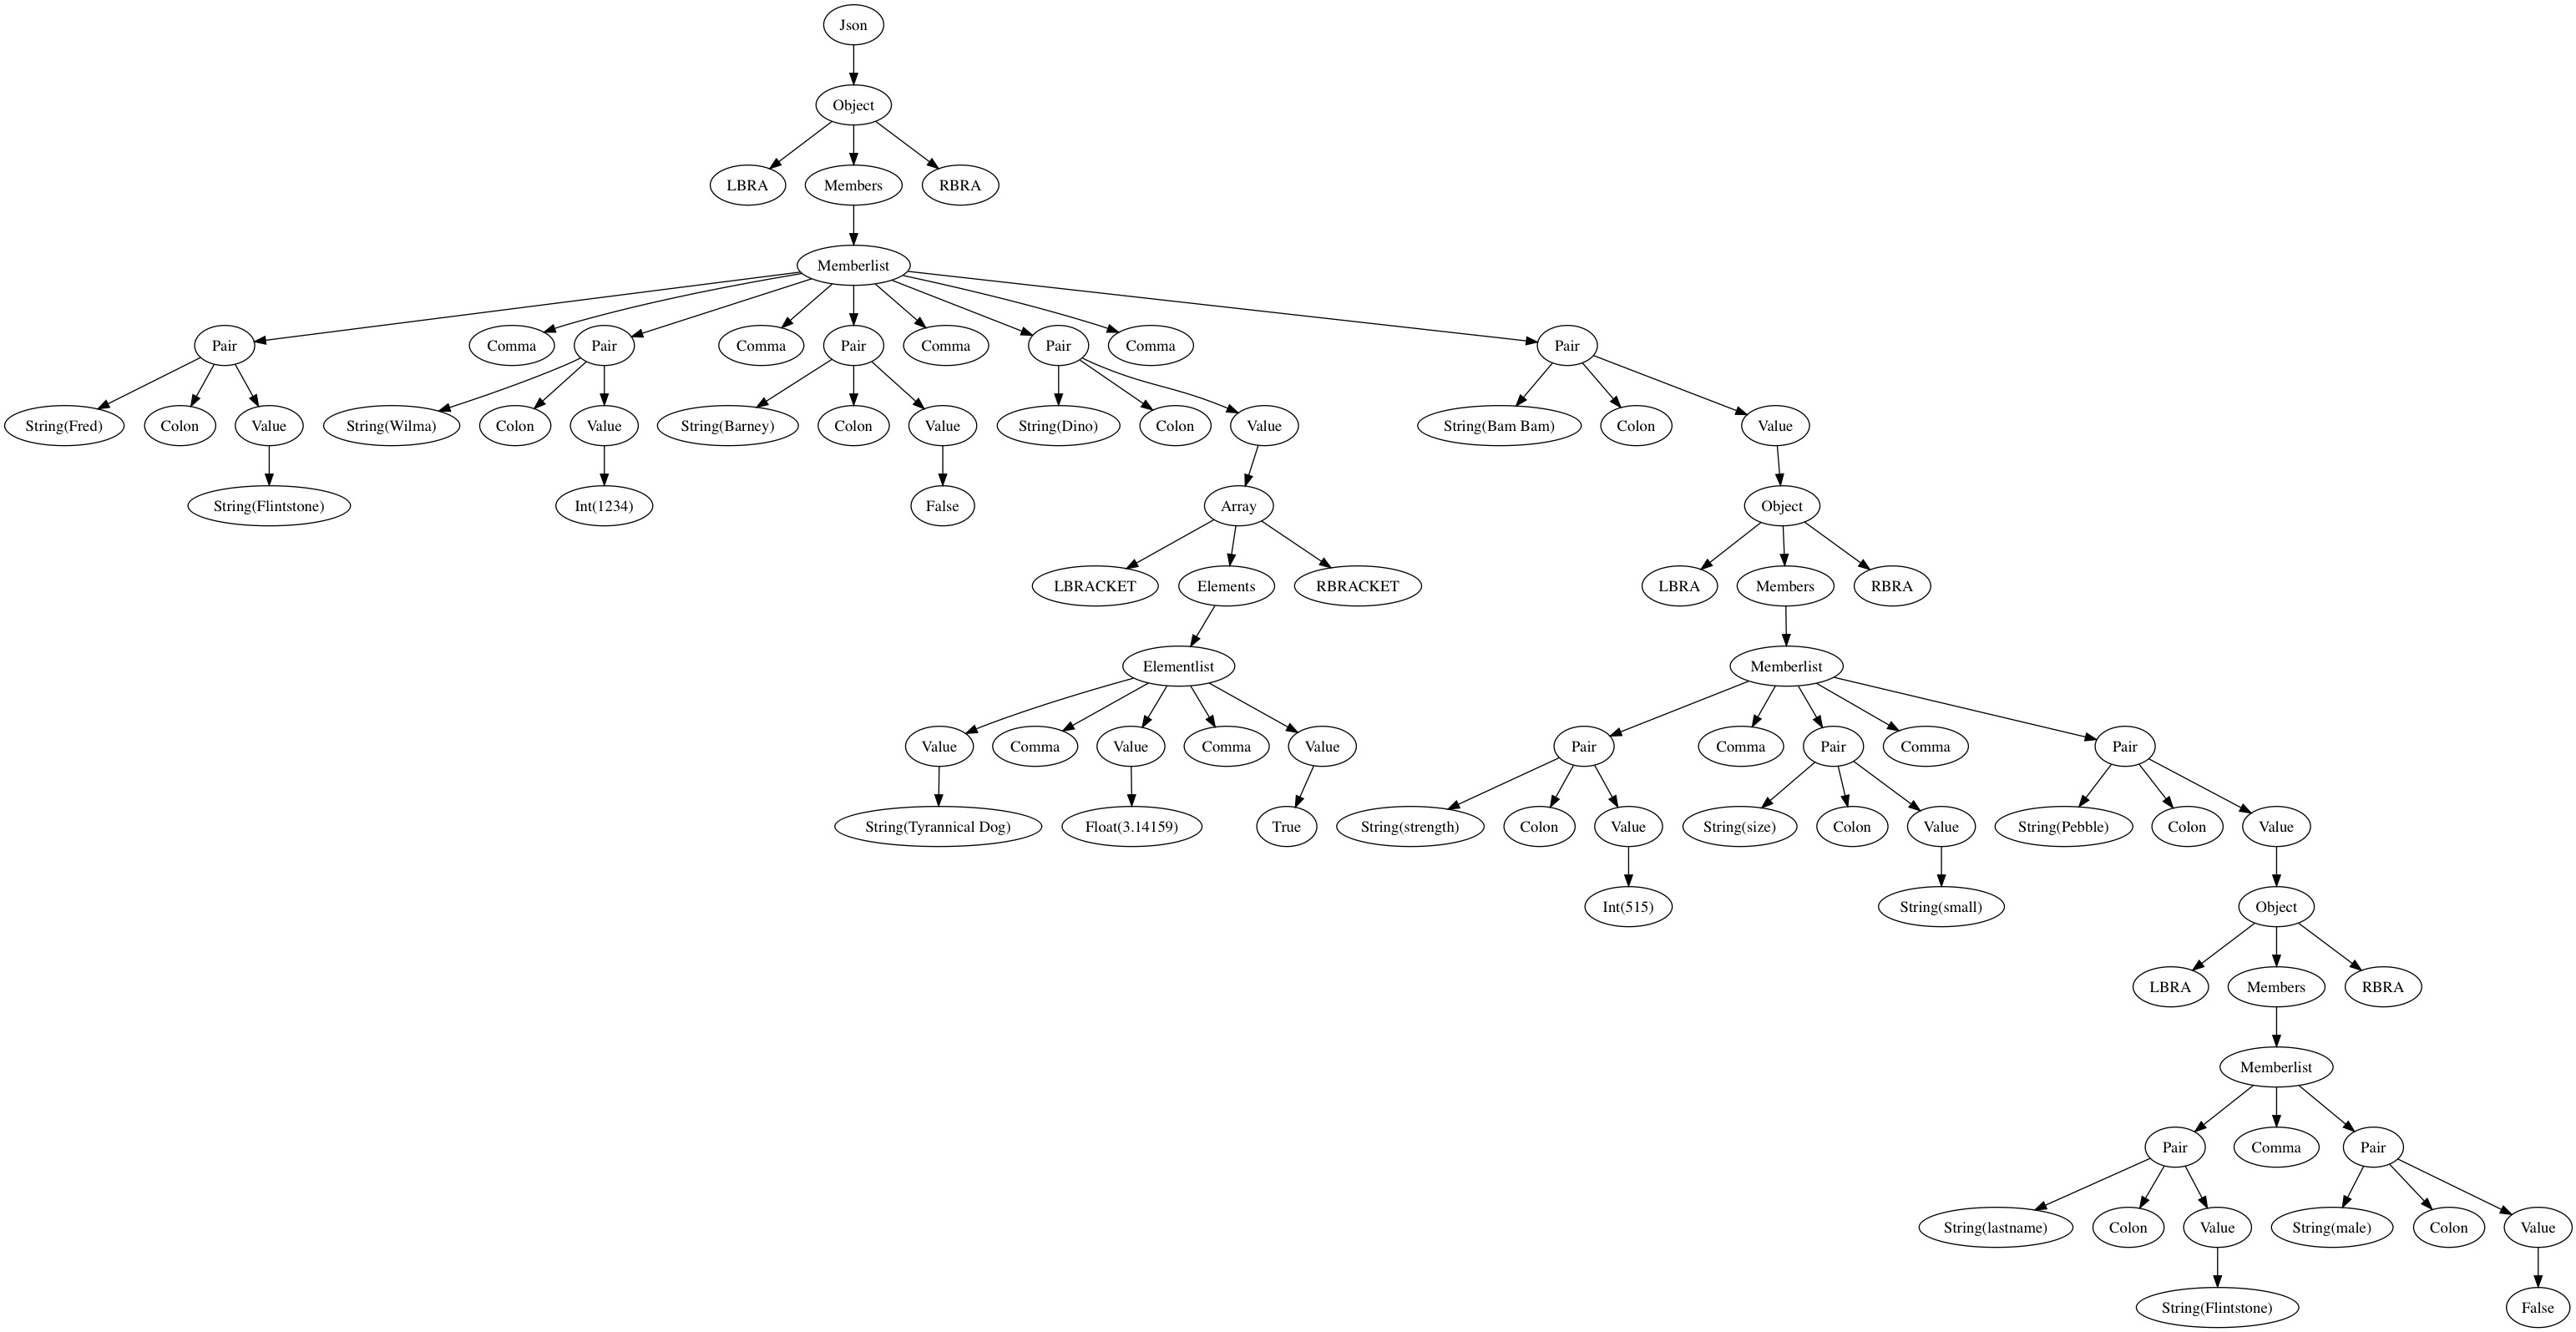 Json
Object
LBRA Members RBRA
Memberlist
Pair Comma Pair Comma Pair Comma Pair Comma Pair
String(Fred) Colon Value String(Wilma) Colon Value String(Barney) Colon Value String(Dino) Colon Value String(Bam Bam) Colon Value
String(Flintstone) Int(1234) False Array Object
LBRACKET Elements RBRACKET LBRA Members RBRA
Elementlist Memberlist
Value Comma Value Comma Value Pair Comma Pair Comma Pair
String(Tyrannical Dog) Float(3.14159) True String(strength) Colon Value String(size) Colon Value String(Pebble) Colon Value
Int(515) String(small) Object
LBRA Members RBRA
Memberlist
Pair Comma Pair
String(lastname) Colon Value String(male) Colon Value
String(Flintstone) False